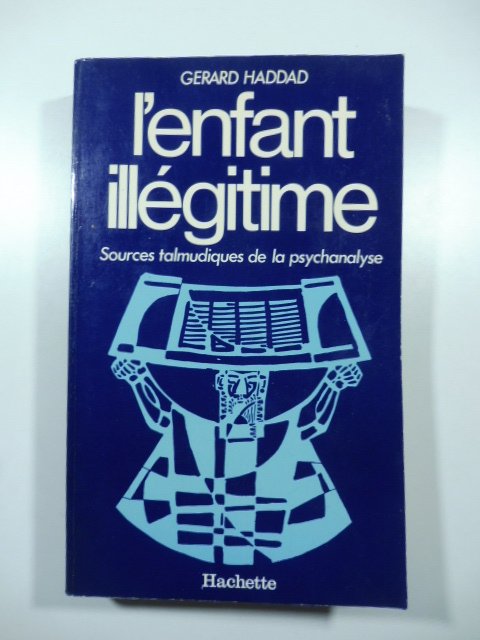 GERARD HADDAD
l'enfant
illégitime
Sources talmudiques de la psychanalyse
Hachette